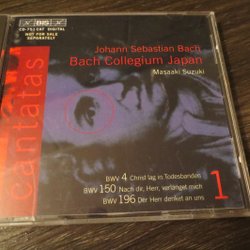 BIS
CD-751 CAT DIGITAL
NOT FOR SALE
SEPARATELY
Johann Sebastian Bach
Bach Collegium Japan
Masaaki Suzuki
Cantatas
BWV 4 Christ lag in Todesbanden
BWV 150 Nach dir, Herr, verlanget mich
BWV 196 Der Herr denket an uns
1